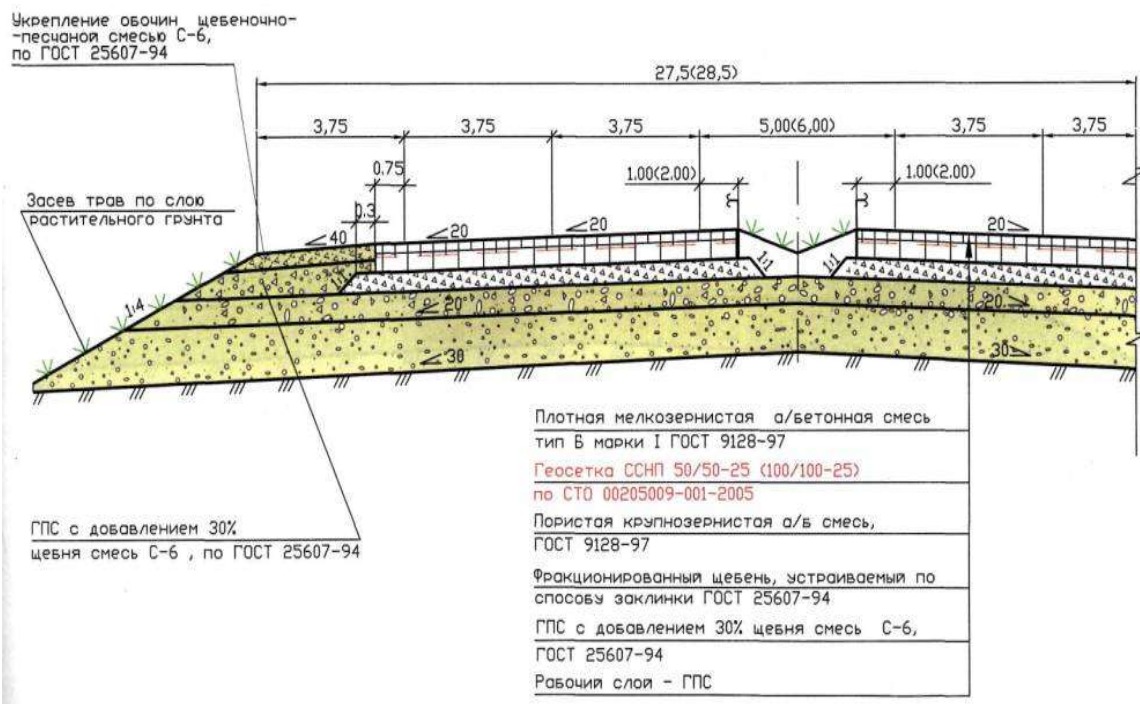 Укрепление обочин щебеночно-
-песчаной смесью С-6,
по ГОСТ 25607-94
27,5(28,5)
3,75
3,75
3,75
5,00(6,00)
3,75
3,75
0.75
1.00(2.00)
1.00(2.00)
Засев трав по слою
растительного грунта
0.3
40
20
20
20
1:1
1:1
1:1
1:4
20
20
30
30
Плотная мелкозернистая а/бетонная смесь
тип Б марки I ГОСТ 9128-97
Геосетка ССНП 50/50-25 (100/100-25)
по СТО 00205009-001-2005
Пористая крупнозернистая а/б смесь,
ГОСТ 9128-97
Фракционированный щебень, устраиваемый по
способу заклинки ГОСТ 25607-94
ГПС с добавлением 30% щебня смесь С-6,
ГОСТ 25607-94
Рабочий слой - ГПС
ГПС с добавлением 30%
щебня смесь С-6 , по ГОСТ 25607-94